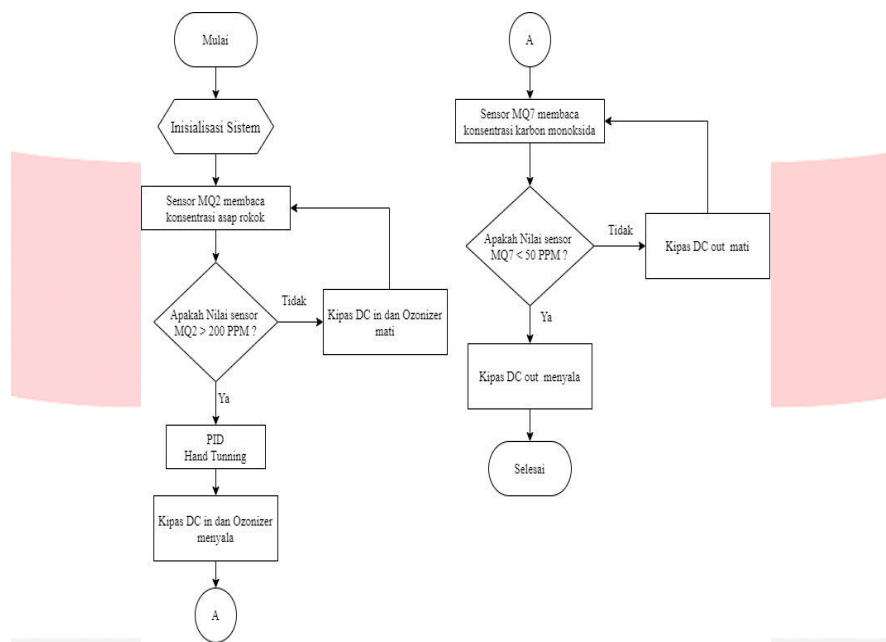 Mulai
Inisialisasi Sistem
Sensor MQ2 membaca
konsentrasi asap rokok
Apakah Nilai sensor
MQ2 > 200 PPM ?
Tidak
Kipas DC in dan Ozonizer
mati
Ya
PID
Hand Tunning
Kipas DC in dan Ozonizer
menyala
A
A
Sensor MQ7 membaca
konsentrasi karbon monoksida
Apakah Nilai sensor
MQ7 < 50 PPM ?
Tidak
Kipas DC out mati
Ya
Kipas DC out menyala
Selesai